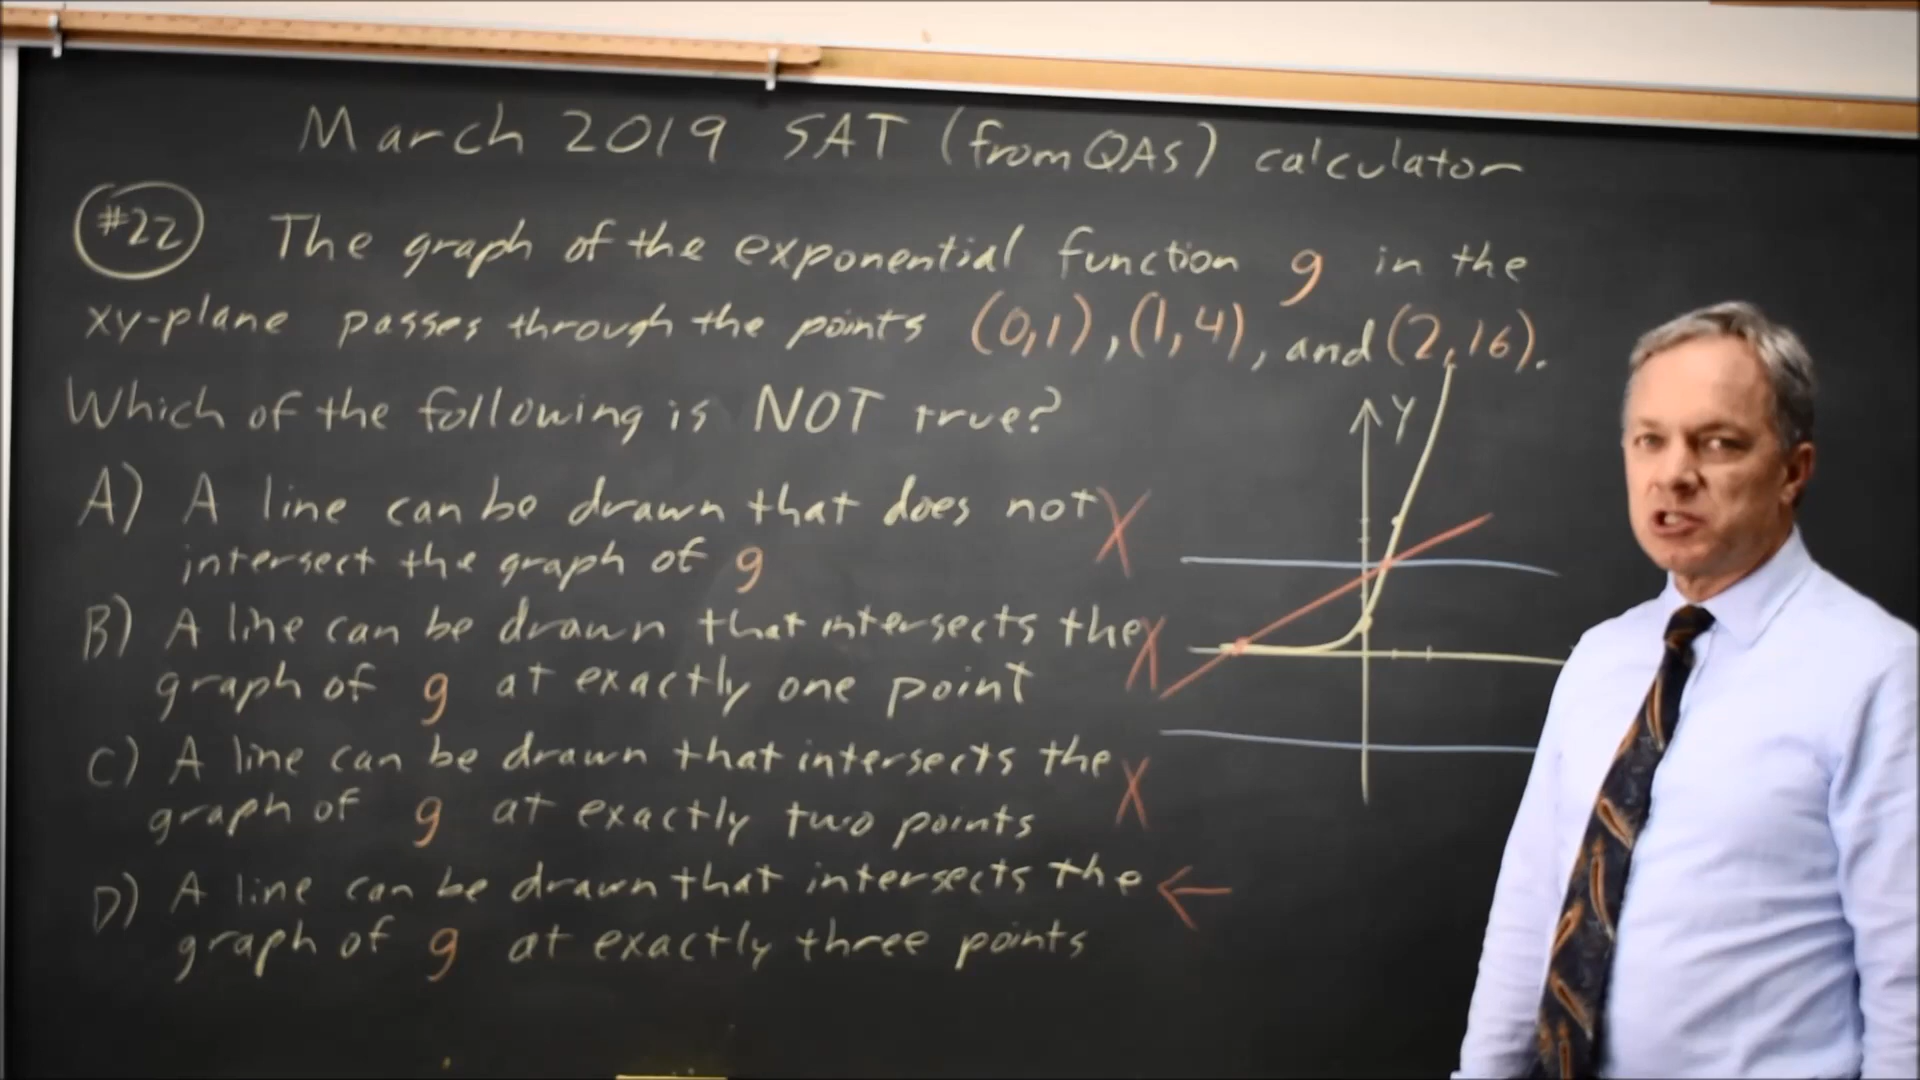 March 2019 SAT (from QAS) calculator
#22 The graph of the exponential function g in the
xy-plane passes through the points (0,1), (1,4), and (2,16).
Which of the following is NOT true?
A) A line can be drawn that does not X
intersect the graph of g
B) A line can be drawn that intersects the X
graph of g at exactly one point
C) A line can be drawn that intersects the X
graph of g at exactly two points
D) A line can be drawn that intersects the ←
graph of g at exactly three points
Y